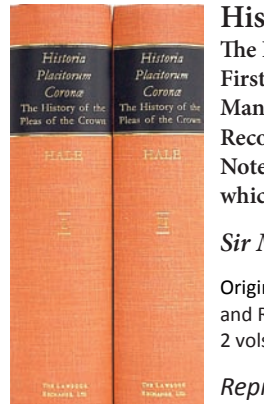 Historia
Placitorum
Coronæ
The History of the
Pleas of the Crown
HALE
I
THE LAWBOOK
EXCHANGE, LTD
Historia
Placitorum
Coronæ
The History of the
Pleas of the Crown
HALE
II
THE LAWBOOK
EXCHANGE, LTD
His
The
First
Man
Reco
Note
whic
Sir
Origin
and
2 vols
Repr